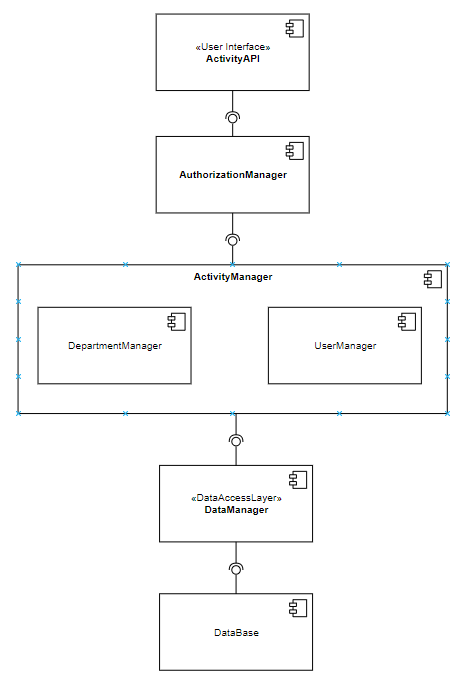 «User Interface»
ActivityAPI
AuthorizationManager
ActivityManager
DepartmentManager
UserManager
«DataAccessLayer»
DataManager
DataBase